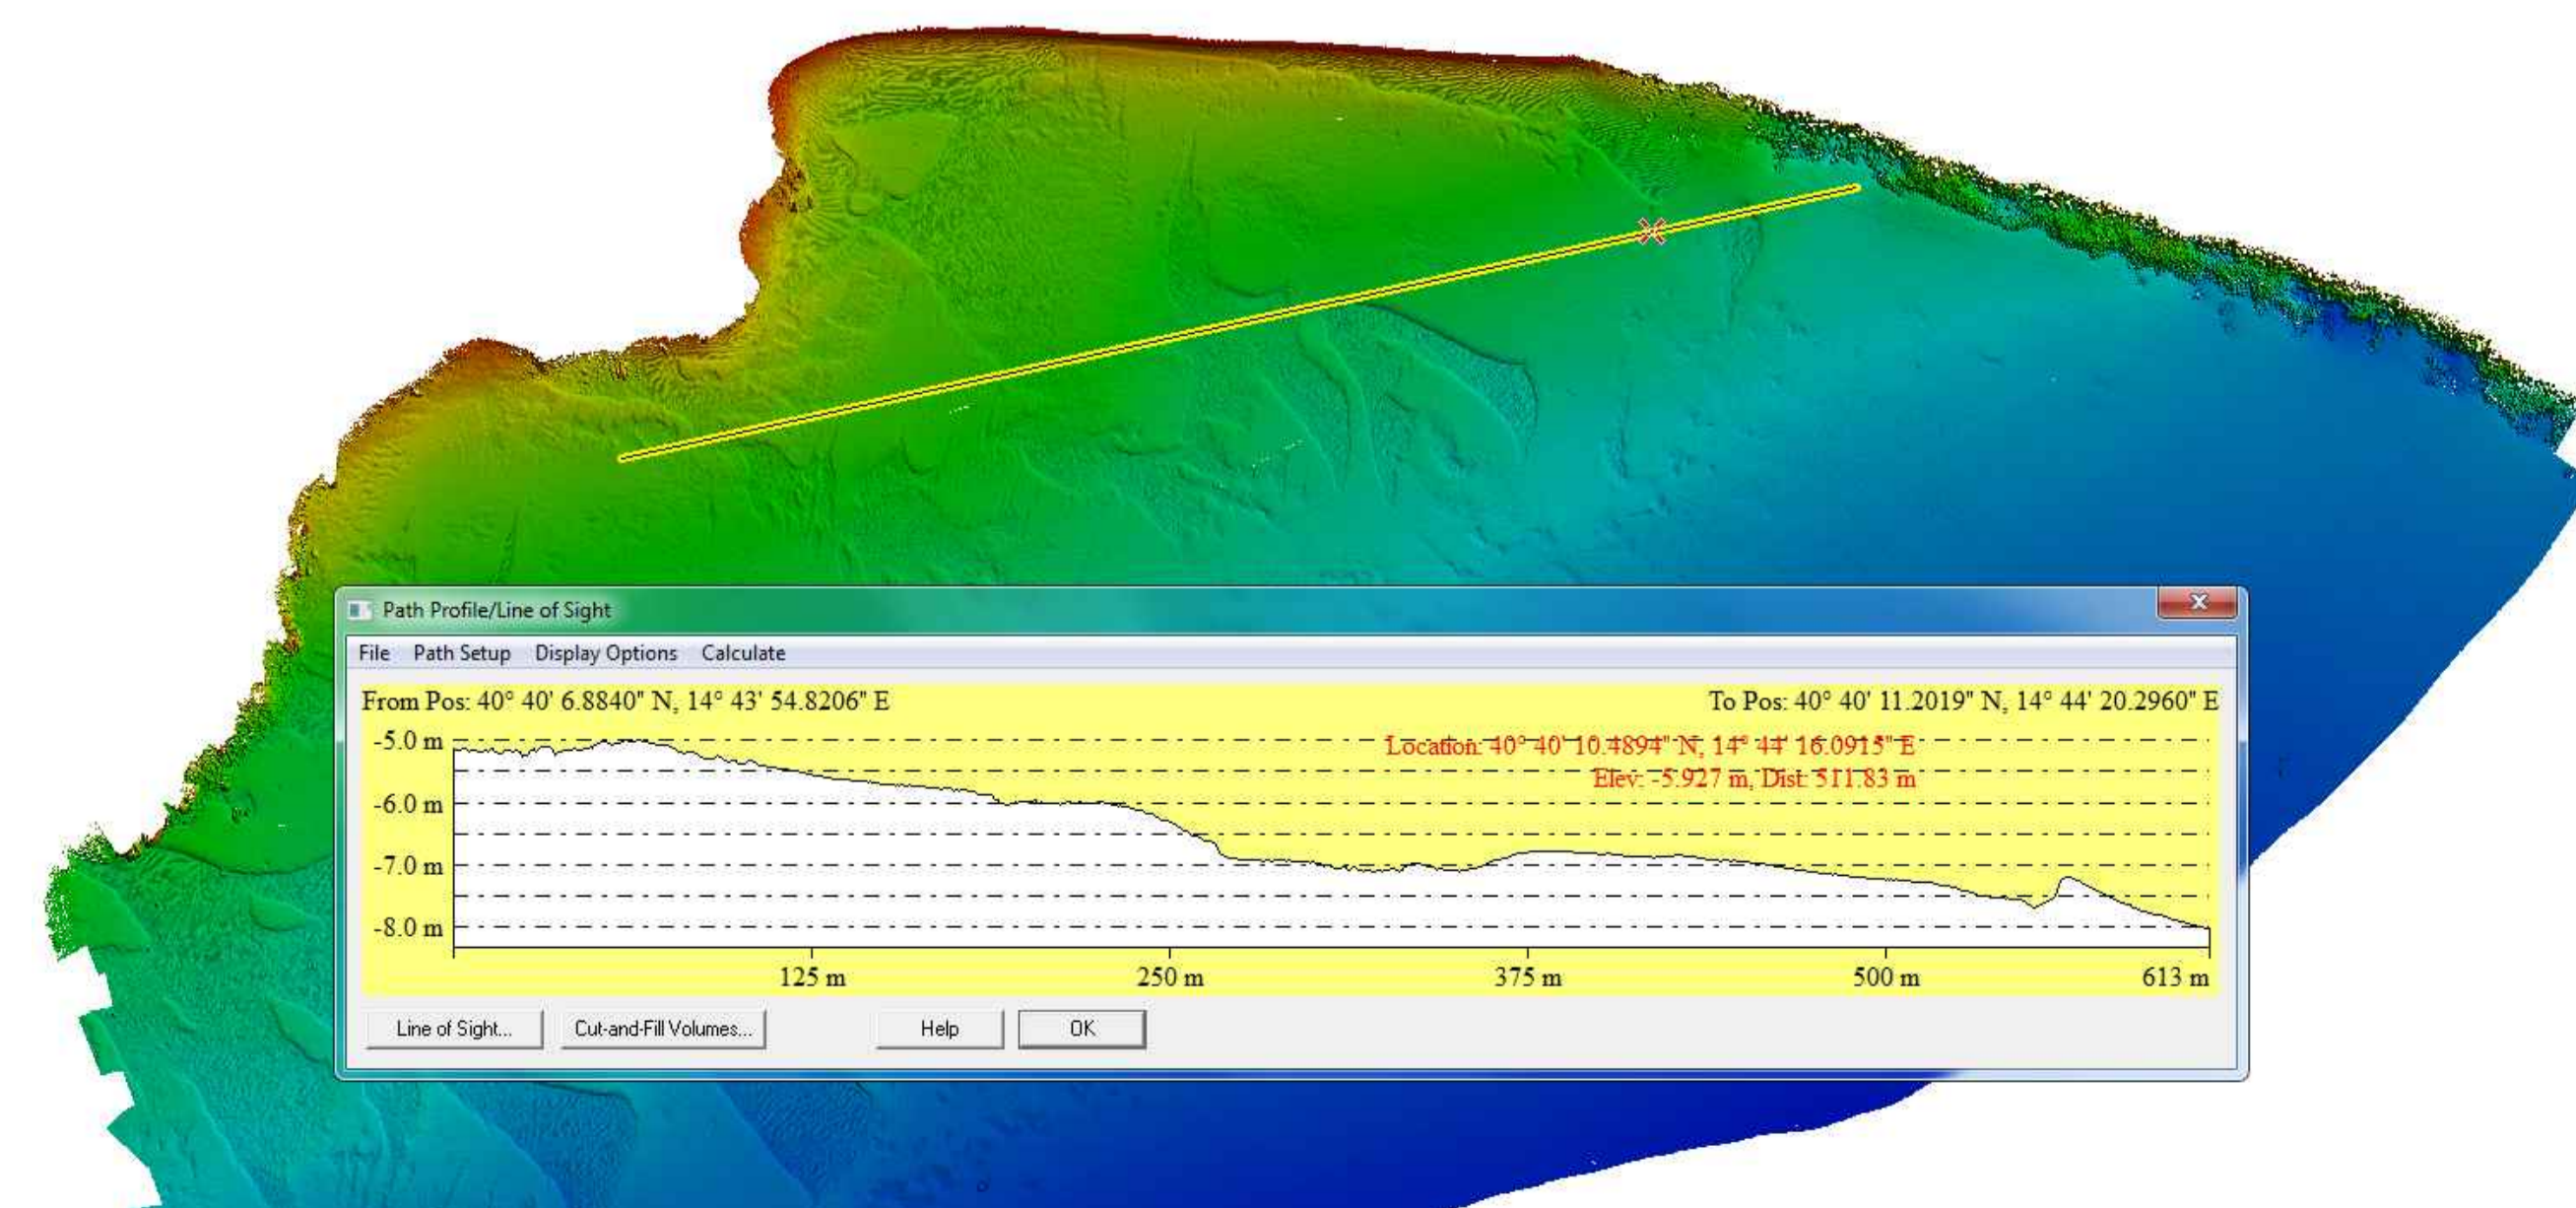 Path Profile/Line of Sight
File Path Setup Display Options Calculate
From Pos: 40° 40' 6.8840" N, 14° 43' 54.8206" E
To Pos: 40° 40' 11.2019" N, 14° 44' 20.2960" E
Location: 40° 40' 10.4894" N, 14° 44' 16.0915" E
Elev: -5.927 m, Dist: 511.83 m
-5.0 m
-6.0 m
-7.0 m
-8.0 m
125 m 250 m 375 m 500 m 613 m
Line of Sight... Cut-and-Fill Volumes... Help OK